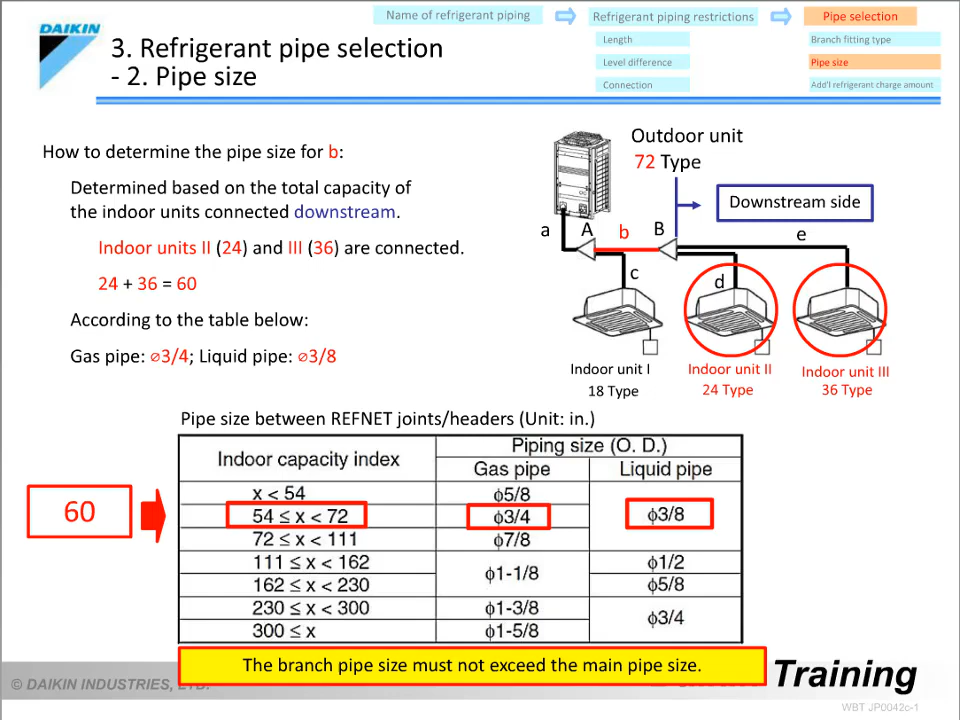 DAIKIN
Name of refrigerant piping
Refrigerant piping restrictions
Pipe selection
Length
Level difference
Connection
Branch fitting type
Pipe size
Add'l refrigerant charge amount
3. Refrigerant pipe selection
- 2. Pipe size
How to determine the pipe size for b:
Determined based on the total capacity of
the indoor units connected downstream.
Indoor units II (24) and III (36) are connected.
24 + 36 = 60
According to the table below:
Gas pipe: ⌀3/4; Liquid pipe: ⌀3/8
Outdoor unit
72 Type
Downstream side
a
A
b
B
e
c
d
Indoor unit I
18 Type
Indoor unit II
24 Type
Indoor unit III
36 Type
Pipe size between REFNET joints/headers (Unit: in.)
Indoor capacity index
Piping size (O. D.)
Gas pipe
Liquid pipe
x < 54
ϕ5/8
ϕ3/8
60
54 ≤ x < 72
ϕ3/4
72 ≤ x < 111
ϕ7/8
111 ≤ x < 162
ϕ1-1/8
ϕ1/2
162 ≤ x < 230
ϕ5/8
230 ≤ x < 300
ϕ1-3/8
ϕ3/4
300 ≤ x
ϕ1-5/8
The branch pipe size must not exceed the main pipe size.
© DAIKIN INDUSTRIES, LTD.
Training
WBT JP0042c-1